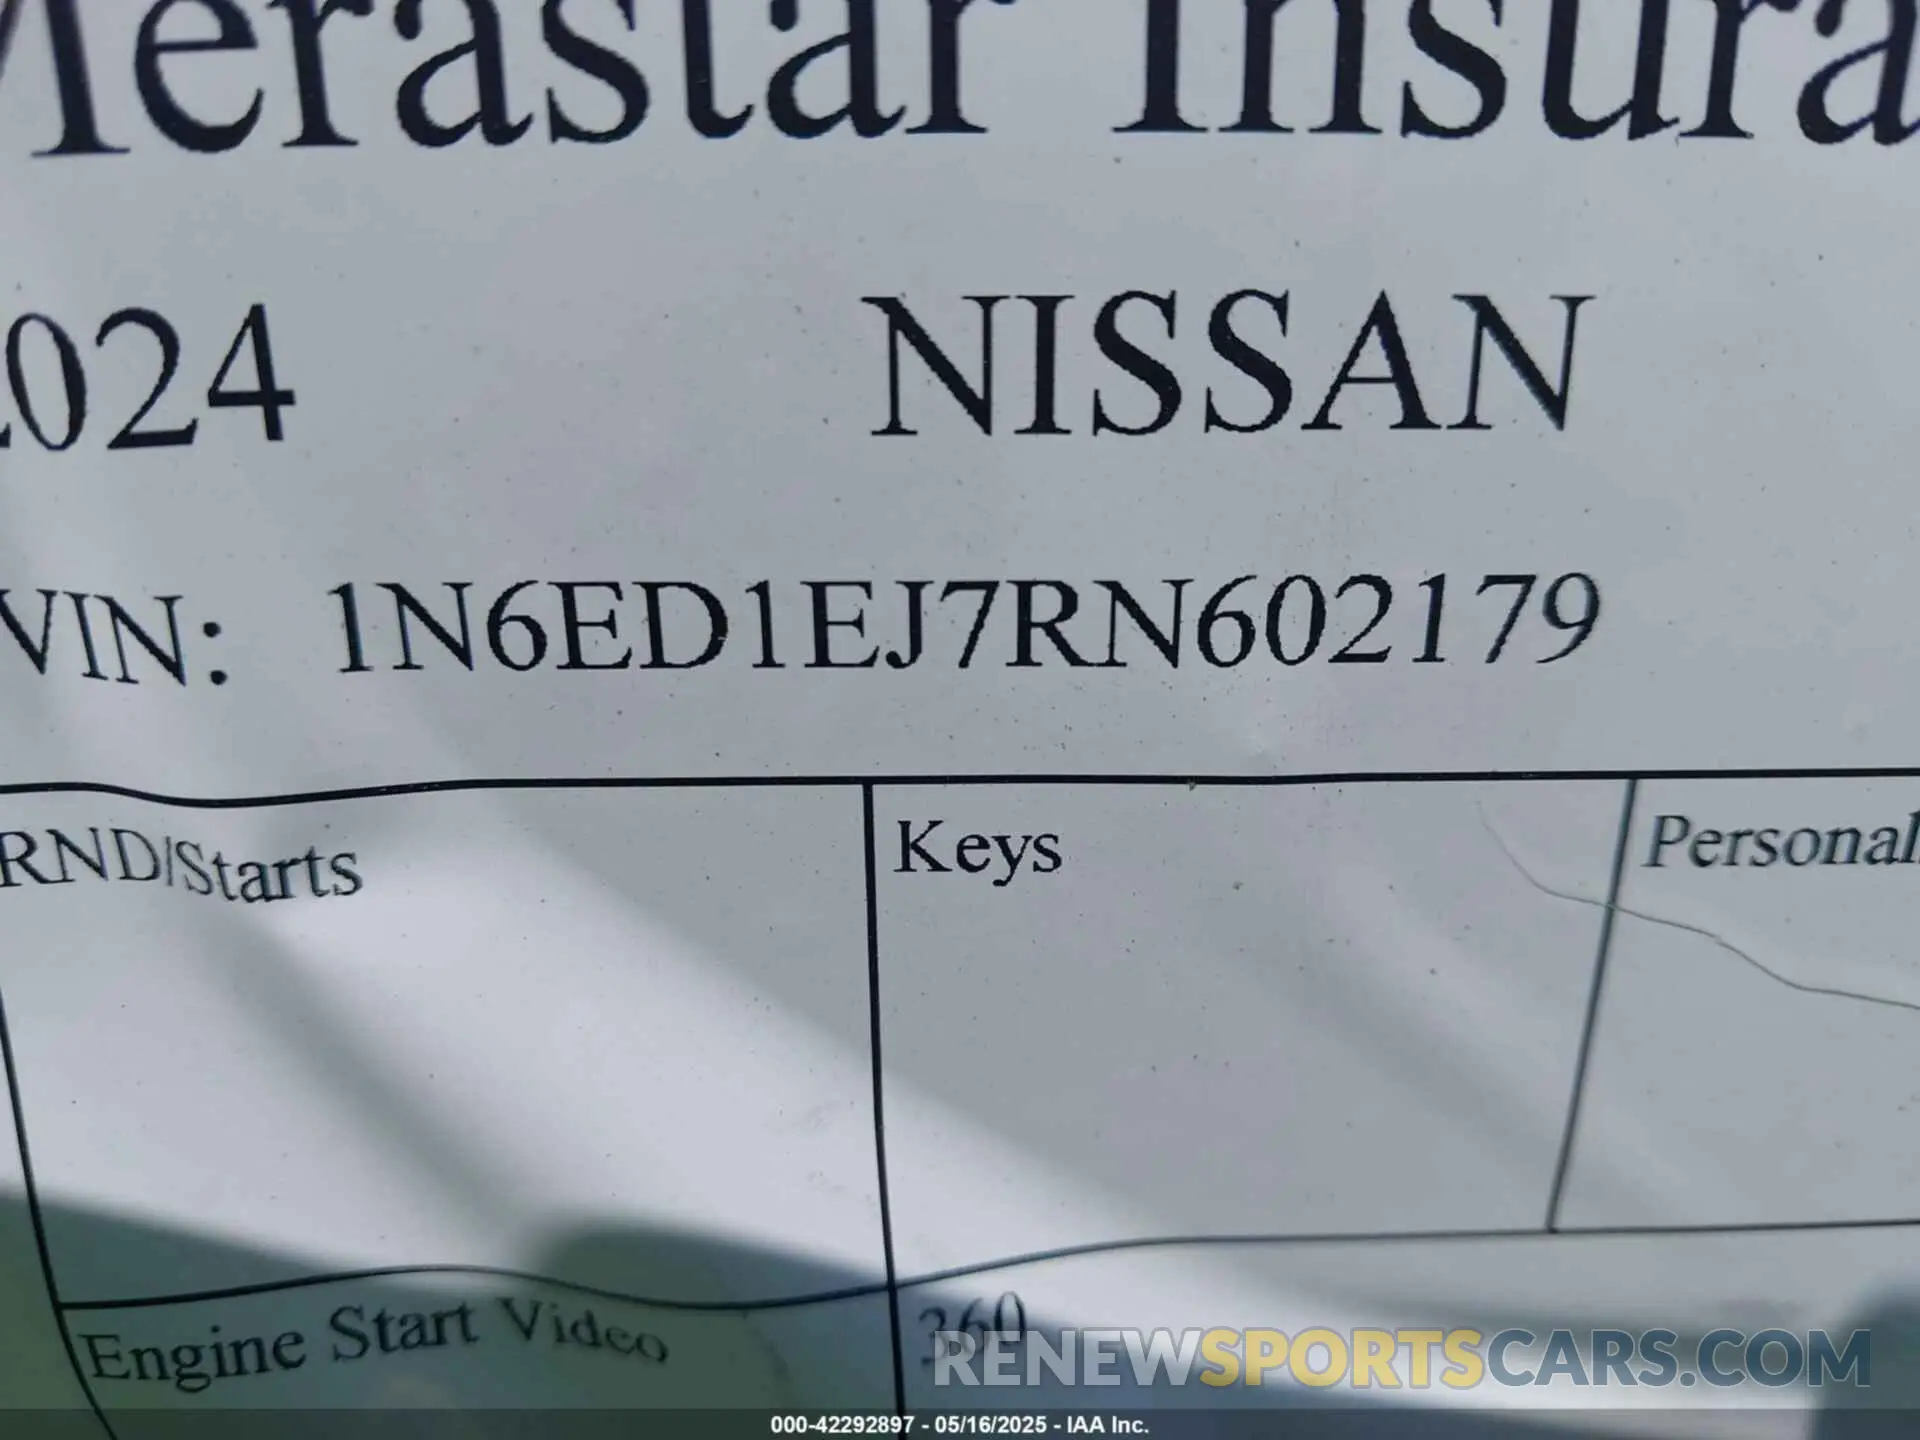 Merastar Insura
2024 NISSAN
VIN: 1N6ED1EJ7RN602179
RND/Starts Keys Personal
Engine Start Video 360
RENEWSPORTSCARS.COM
000-42292897 - 05/16/2025 - IAA Inc.